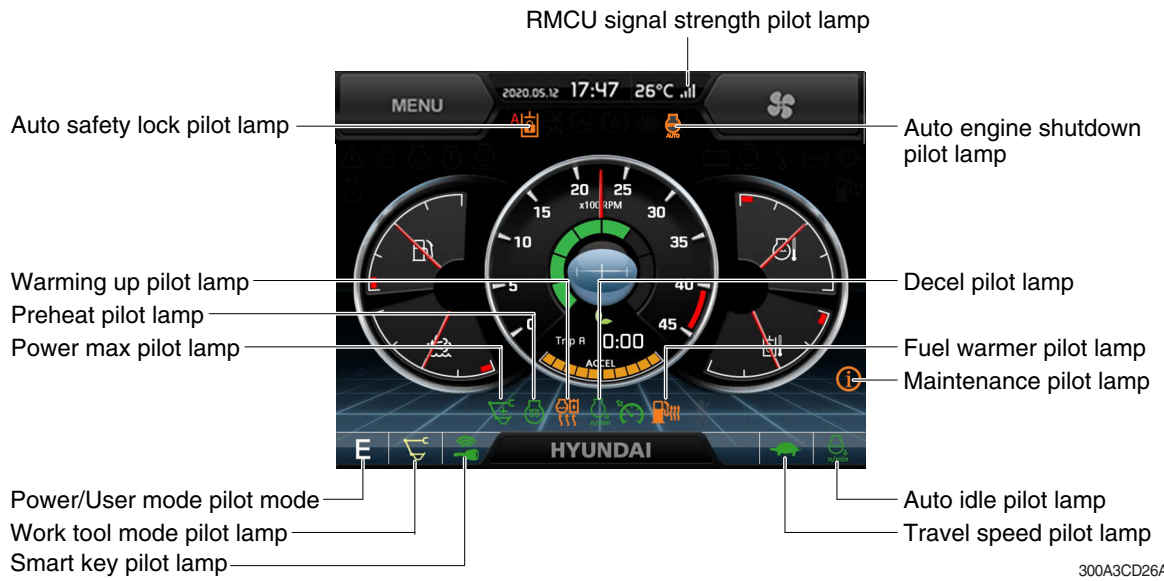 RMCU signal strength pilot lamp
MENU
2020.05.12 17:47 26°C
Auto safety lock pilot lamp
A
AUTO
Auto engine shutdown
pilot lamp
20 25
x100RPM
15 30
10 35
5 40
0 45
Warming up pilot lamp
Decel pilot lamp
Preheat pilot lamp
Trip A 0:00
Power max pilot lamp
ACCEL
Fuel warmer pilot lamp
Maintenance pilot lamp
n/min
E
HYUNDAI
n/min
Power/User mode pilot mode
Auto idle pilot lamp
Work tool mode pilot lamp
Travel speed pilot lamp
Smart key pilot lamp
300A3CD26A